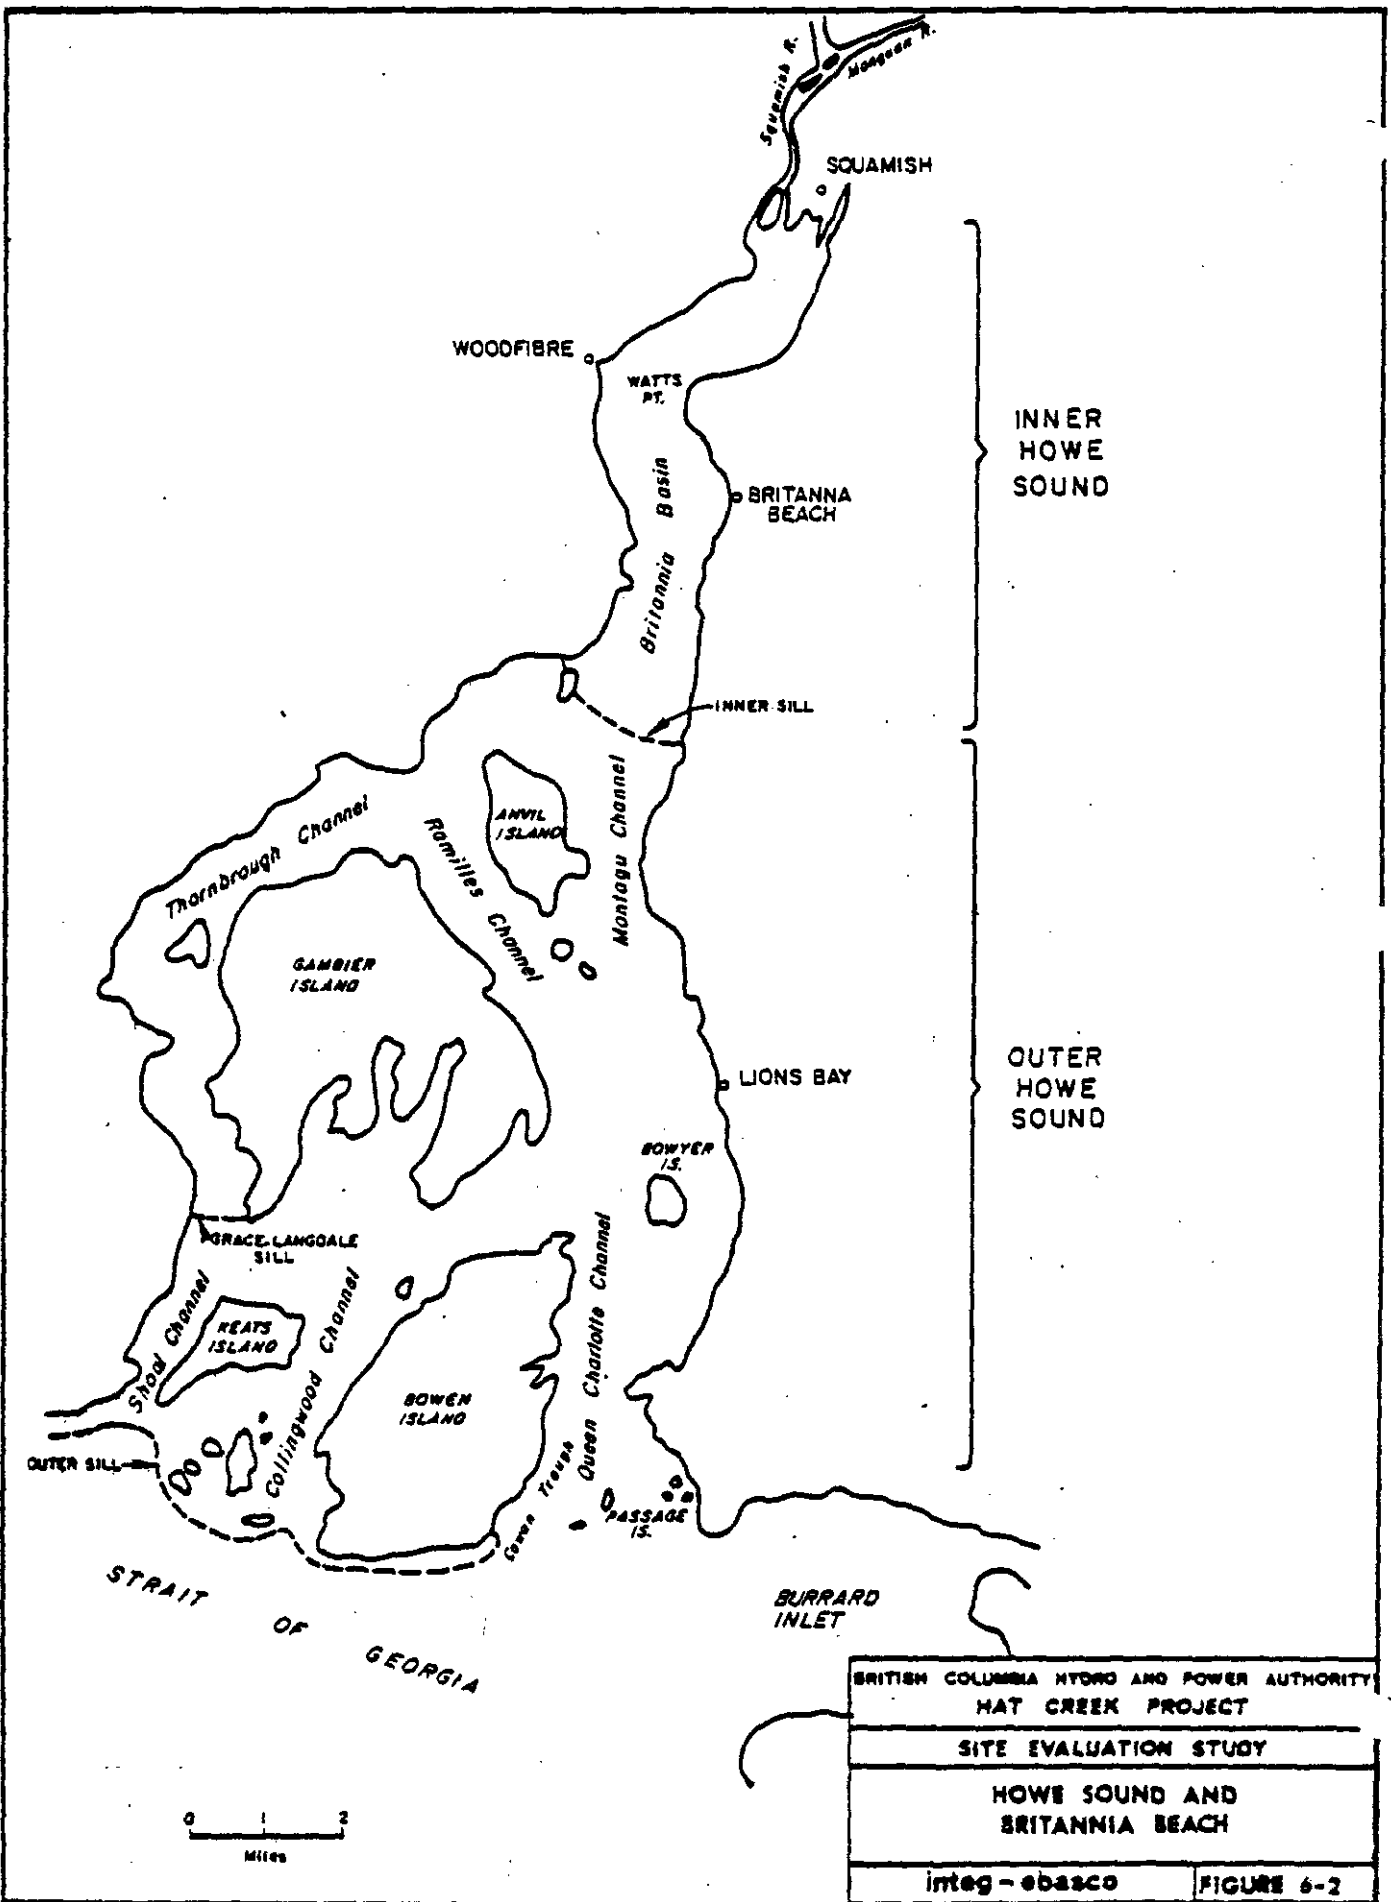 Squamish R.
Mamquam R.
SQUAMISH
WOODFIBRE
WATTS
PT.
INNER
HOWE
SOUND
Britannia Basin
BRITANNA
BEACH
INNER SILL
Thornbrough Channel
Ramilles Channel
ANVIL
ISLAND
Montagu Channel
GAMBIER
ISLAND
OUTER
HOWE
SOUND
LIONS BAY
BOWYER
IS.
GRACE LANGDALE
SILL
Shoal Channel
KEATS
ISLAND
Collingwood Channel
BOWEN
ISLAND
Queen Charlotte Channel
OUTER SILL
Cowan Trough
PASSAGE
IS.
STRAIT OF GEORGIA
BURRARD
INLET
BRITISH COLUMBIA HYDRO AND POWER AUTHORITY
HAT CREEK PROJECT
SITE EVALUATION STUDY
HOWE SOUND AND
BRITANNIA BEACH
integ-ebasco
FIGURE 6-2
0 1 2
Miles